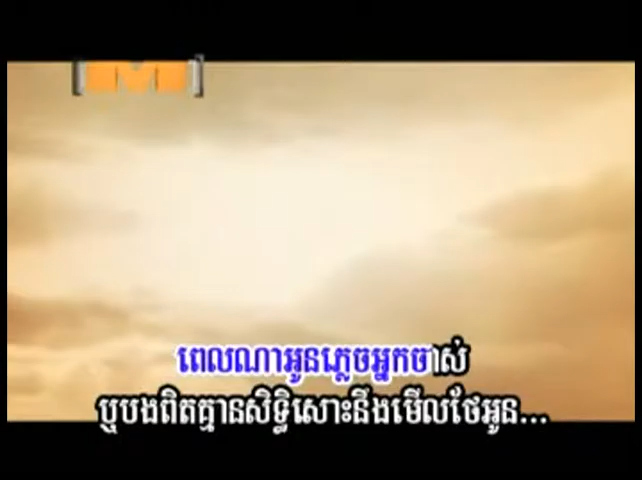 [M]
ពេលណាអូនភ្លេចអ្នកចាស់
ឬបងពិតគ្មានសិទ្ធិសោះនឹងមើលថែអូន...